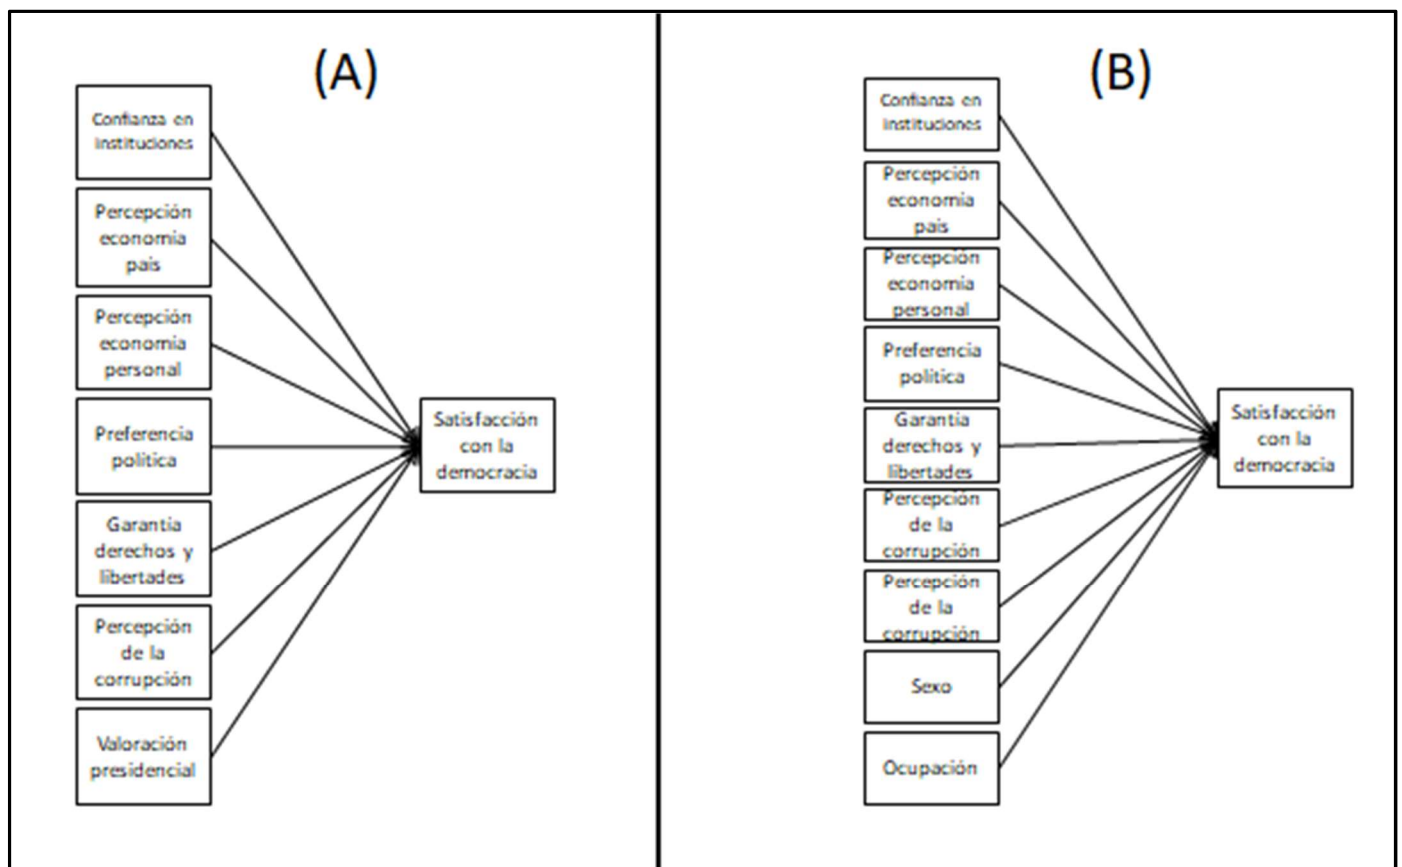 (A)
Confianza en
instituciones
Percepción
economía
país
Percepción
economía
personal
Preferencia
política
Garantía
derechos y
libertades
Percepción
de la
corrupción
Valoración
presidencial
Satisfacción
con la
democracia
(B)
Confianza en
instituciones
Percepción
economía
país
Percepción
economía
personal
Preferencia
política
Garantía
derechos y
libertades
Percepción
de la
corrupción
Percepción
de la
corrupción
Sexo
Ocupación
Satisfacción
con la
democracia